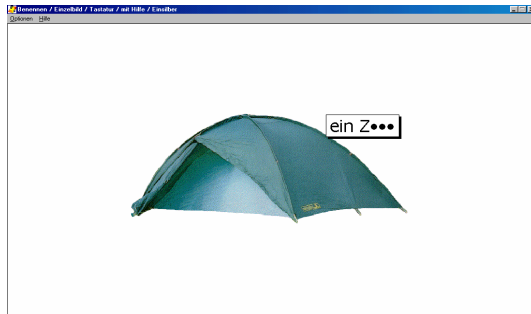 Benennen / Einzelbild / Tastatur / mit Hilfe / Einsilber
Optionen Hilfe
ein Z●●●